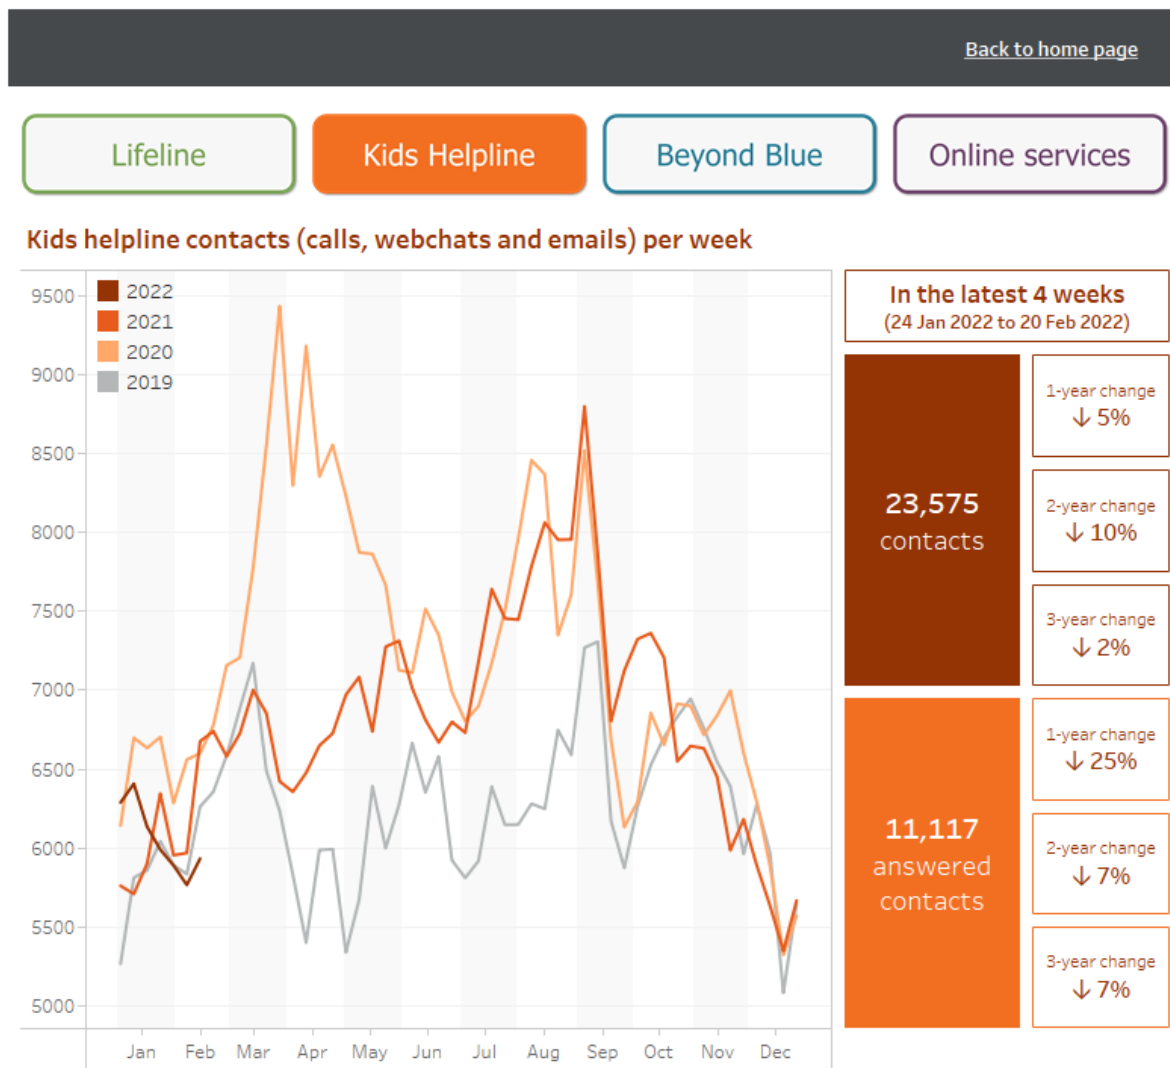 Back to home page
Lifeline
Kids Helpline
Beyond Blue
Online services
Kids helpline contacts (calls, webchats and emails) per week
2022
2021
2020
2019
9500
9000
8500
8000
7500
7000
6500
6000
5500
5000
Jan Feb Mar Apr May Jun Jul Aug Sep Oct Nov Dec
In the latest 4 weeks
(24 Jan 2022 to 20 Feb 2022)
23,575
contacts
1-year change
↓ 5%
2-year change
↓ 10%
3-year change
↓ 2%
11,117
answered
contacts
1-year change
↓ 25%
2-year change
↓ 7%
3-year change
↓ 7%